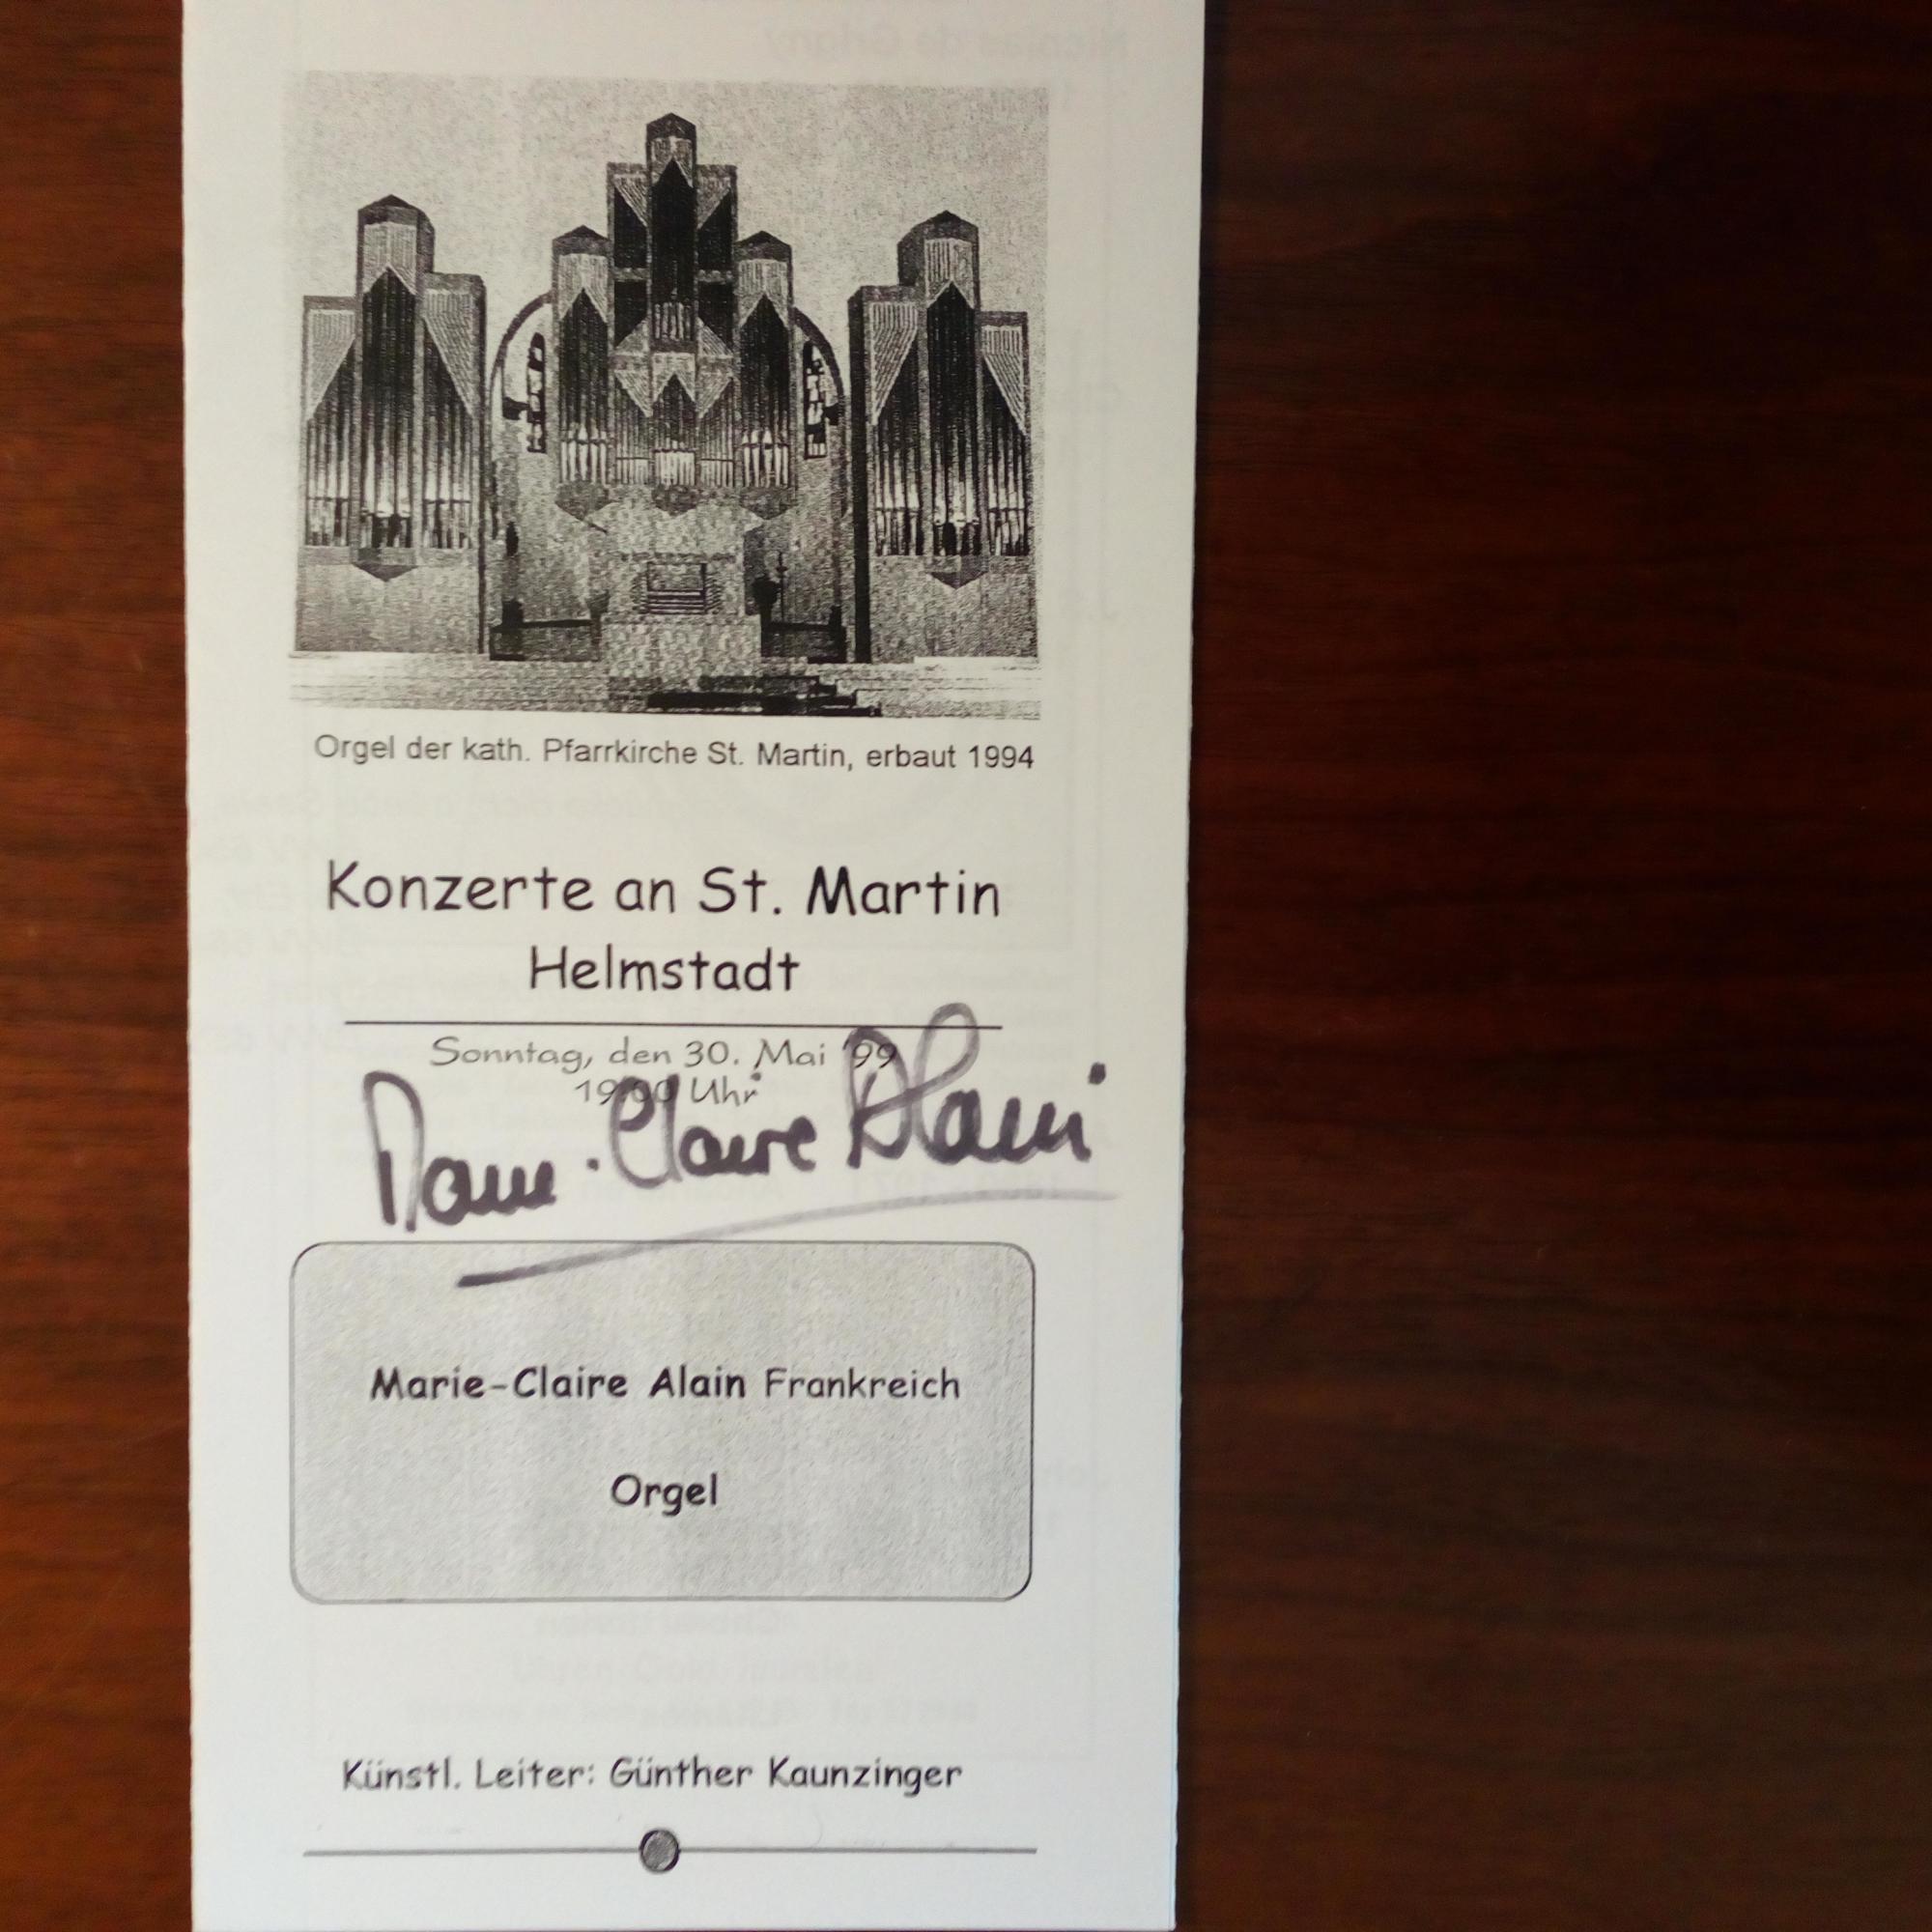 Orgel der kath. Pfarrkirche St. Martin, erbaut 1994
Konzerte an St. Martin
Helmstadt
Sonntag, den 30. Mai '99
19:00 Uhr
Marie-Claire Alain
Marie-Claire Alain Frankreich
Orgel
Künstl. Leiter: Günther Kaunzinger